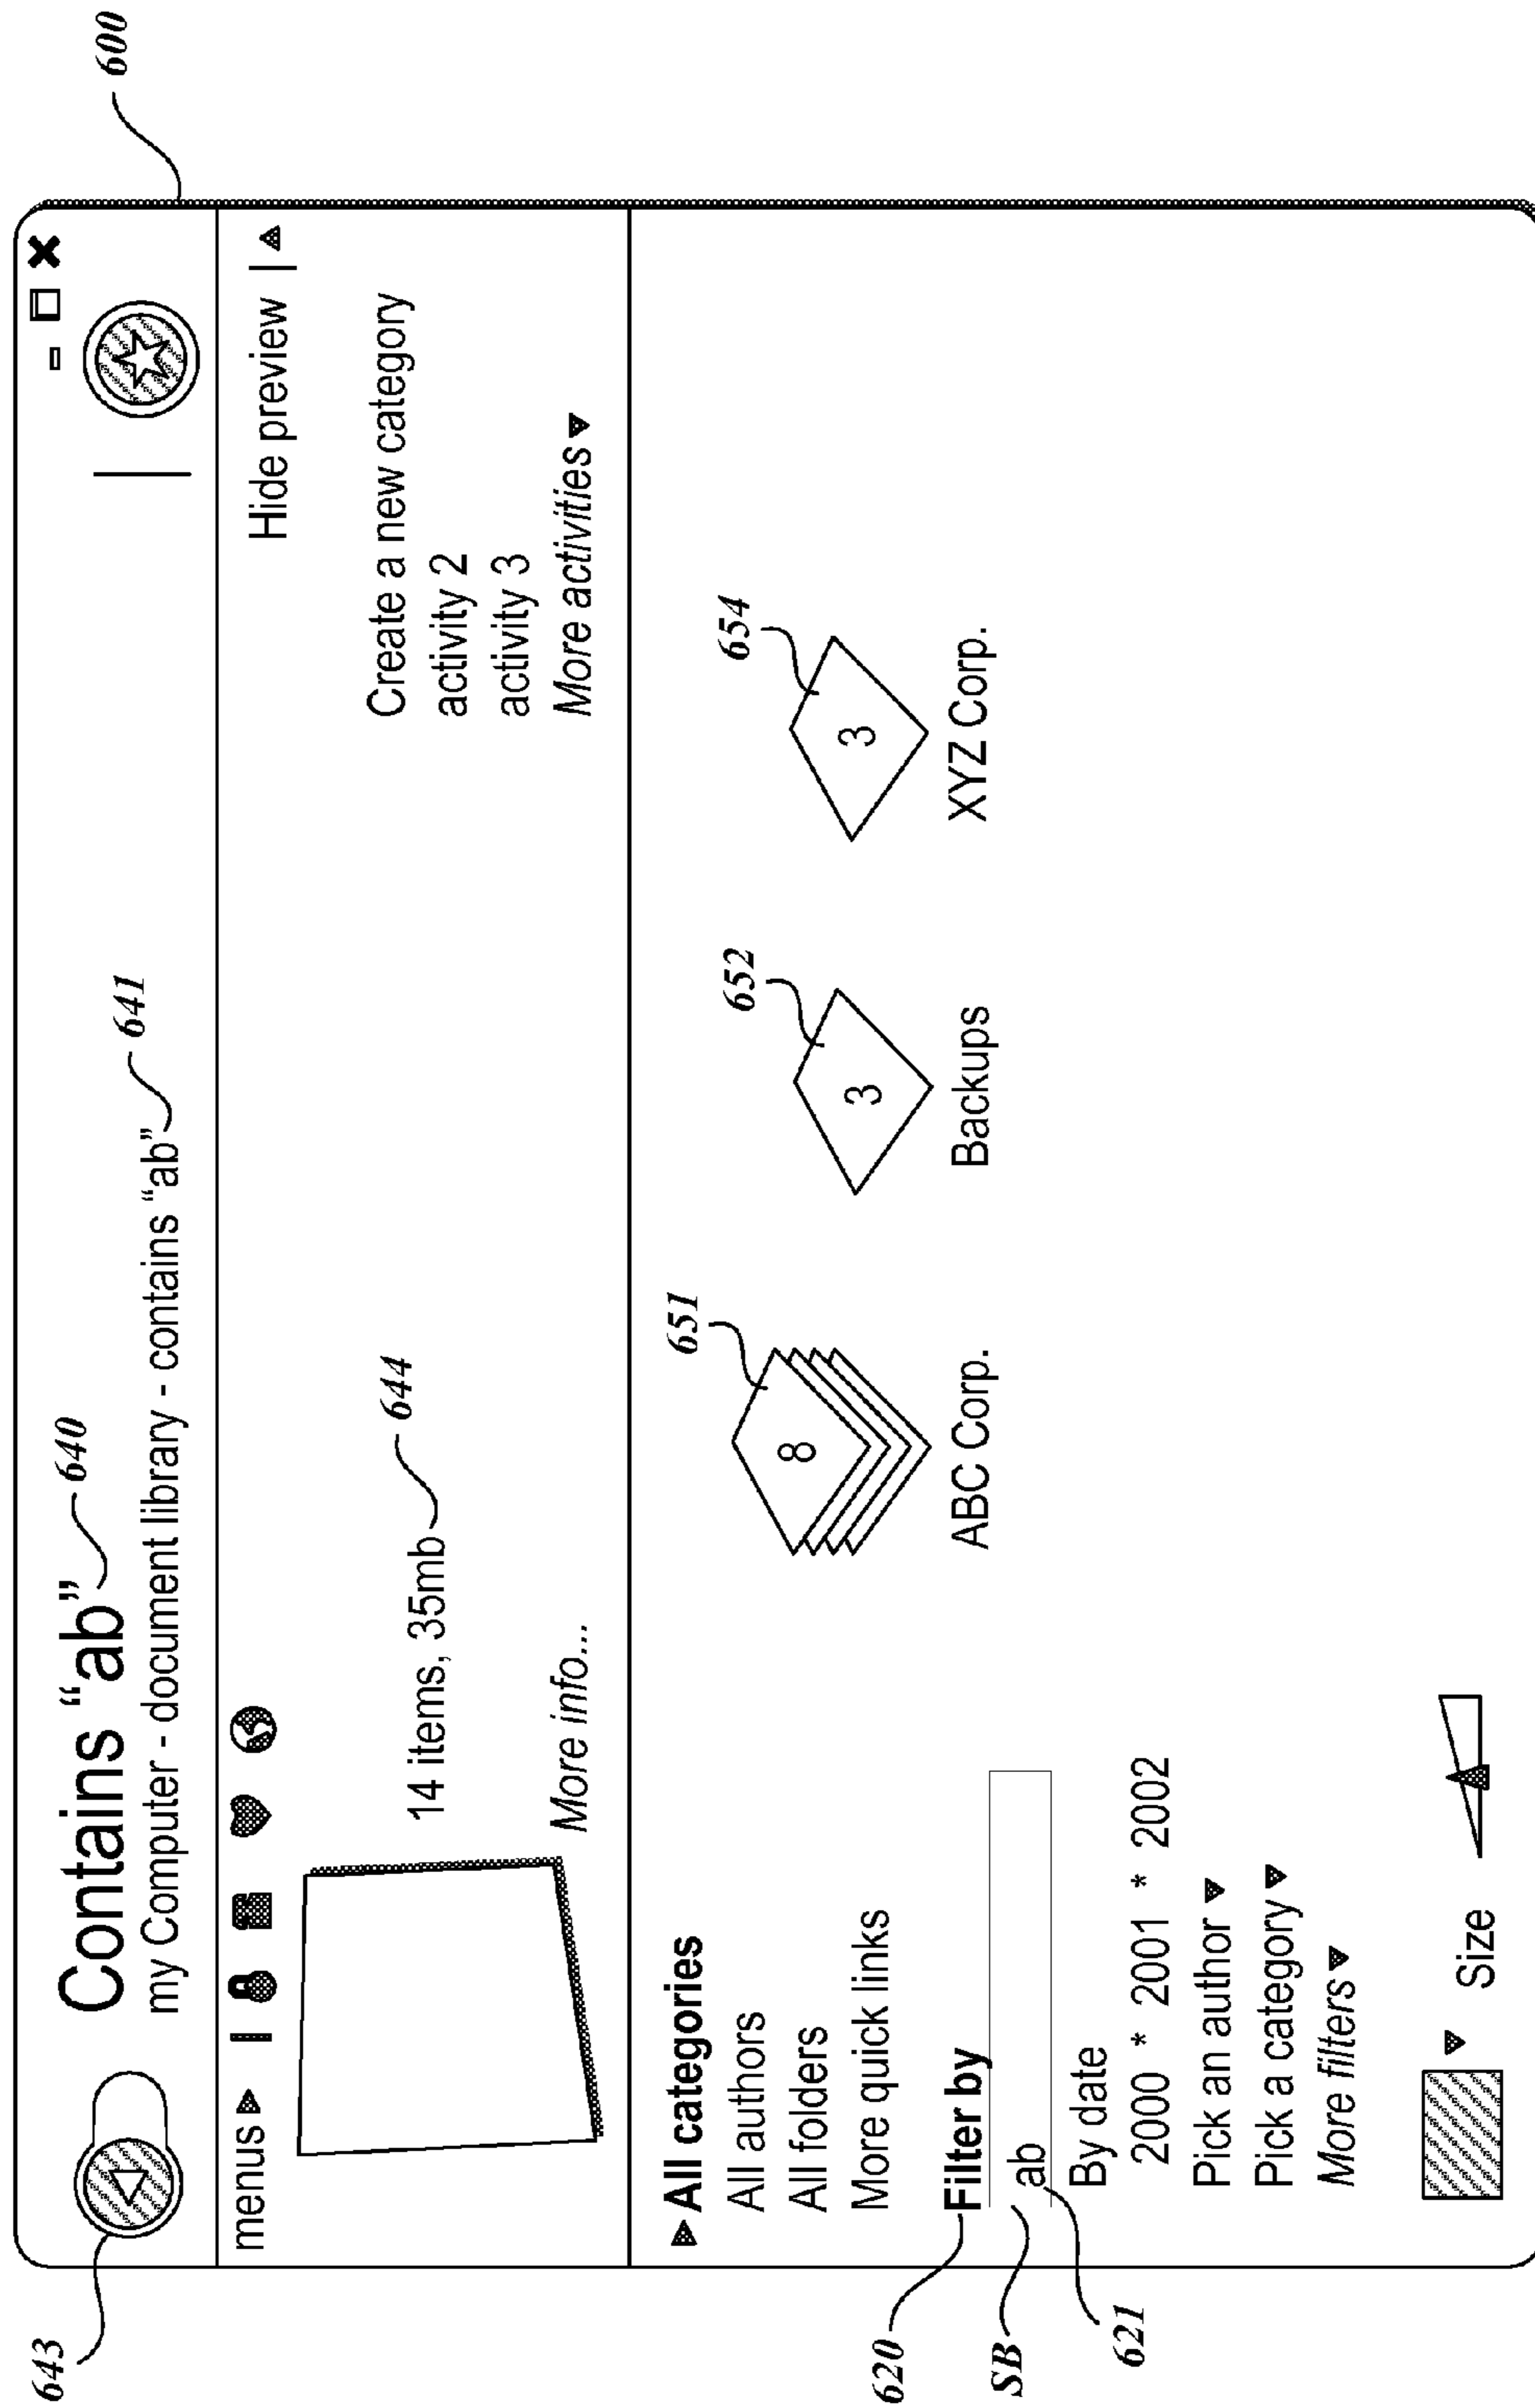 600
643
Contains “ab”
640
my Computer - document library - contains “ab”
641
menus
Hide preview
14 items, 35mb
644
More info...
Create a new category
activity 2
activity 3
More activities
All categories
All authors
All folders
More quick links
620
Filter by
SB
ab
621
By date
2000 * 2001 * 2002
Pick an author
Pick a category
More filters
Size
651
8
ABC Corp.
652
3
Backups
654
3
XYZ Corp.